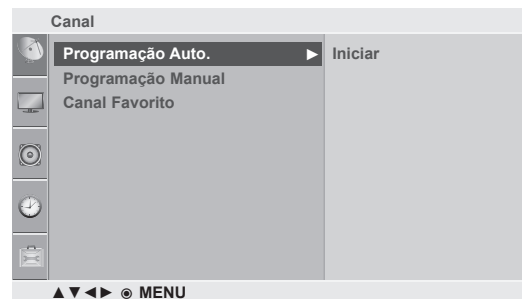 Canal
Programação Auto. ► Iniciar
Programação Manual
Canal Favorito
▲▼◄► ◉ MENU